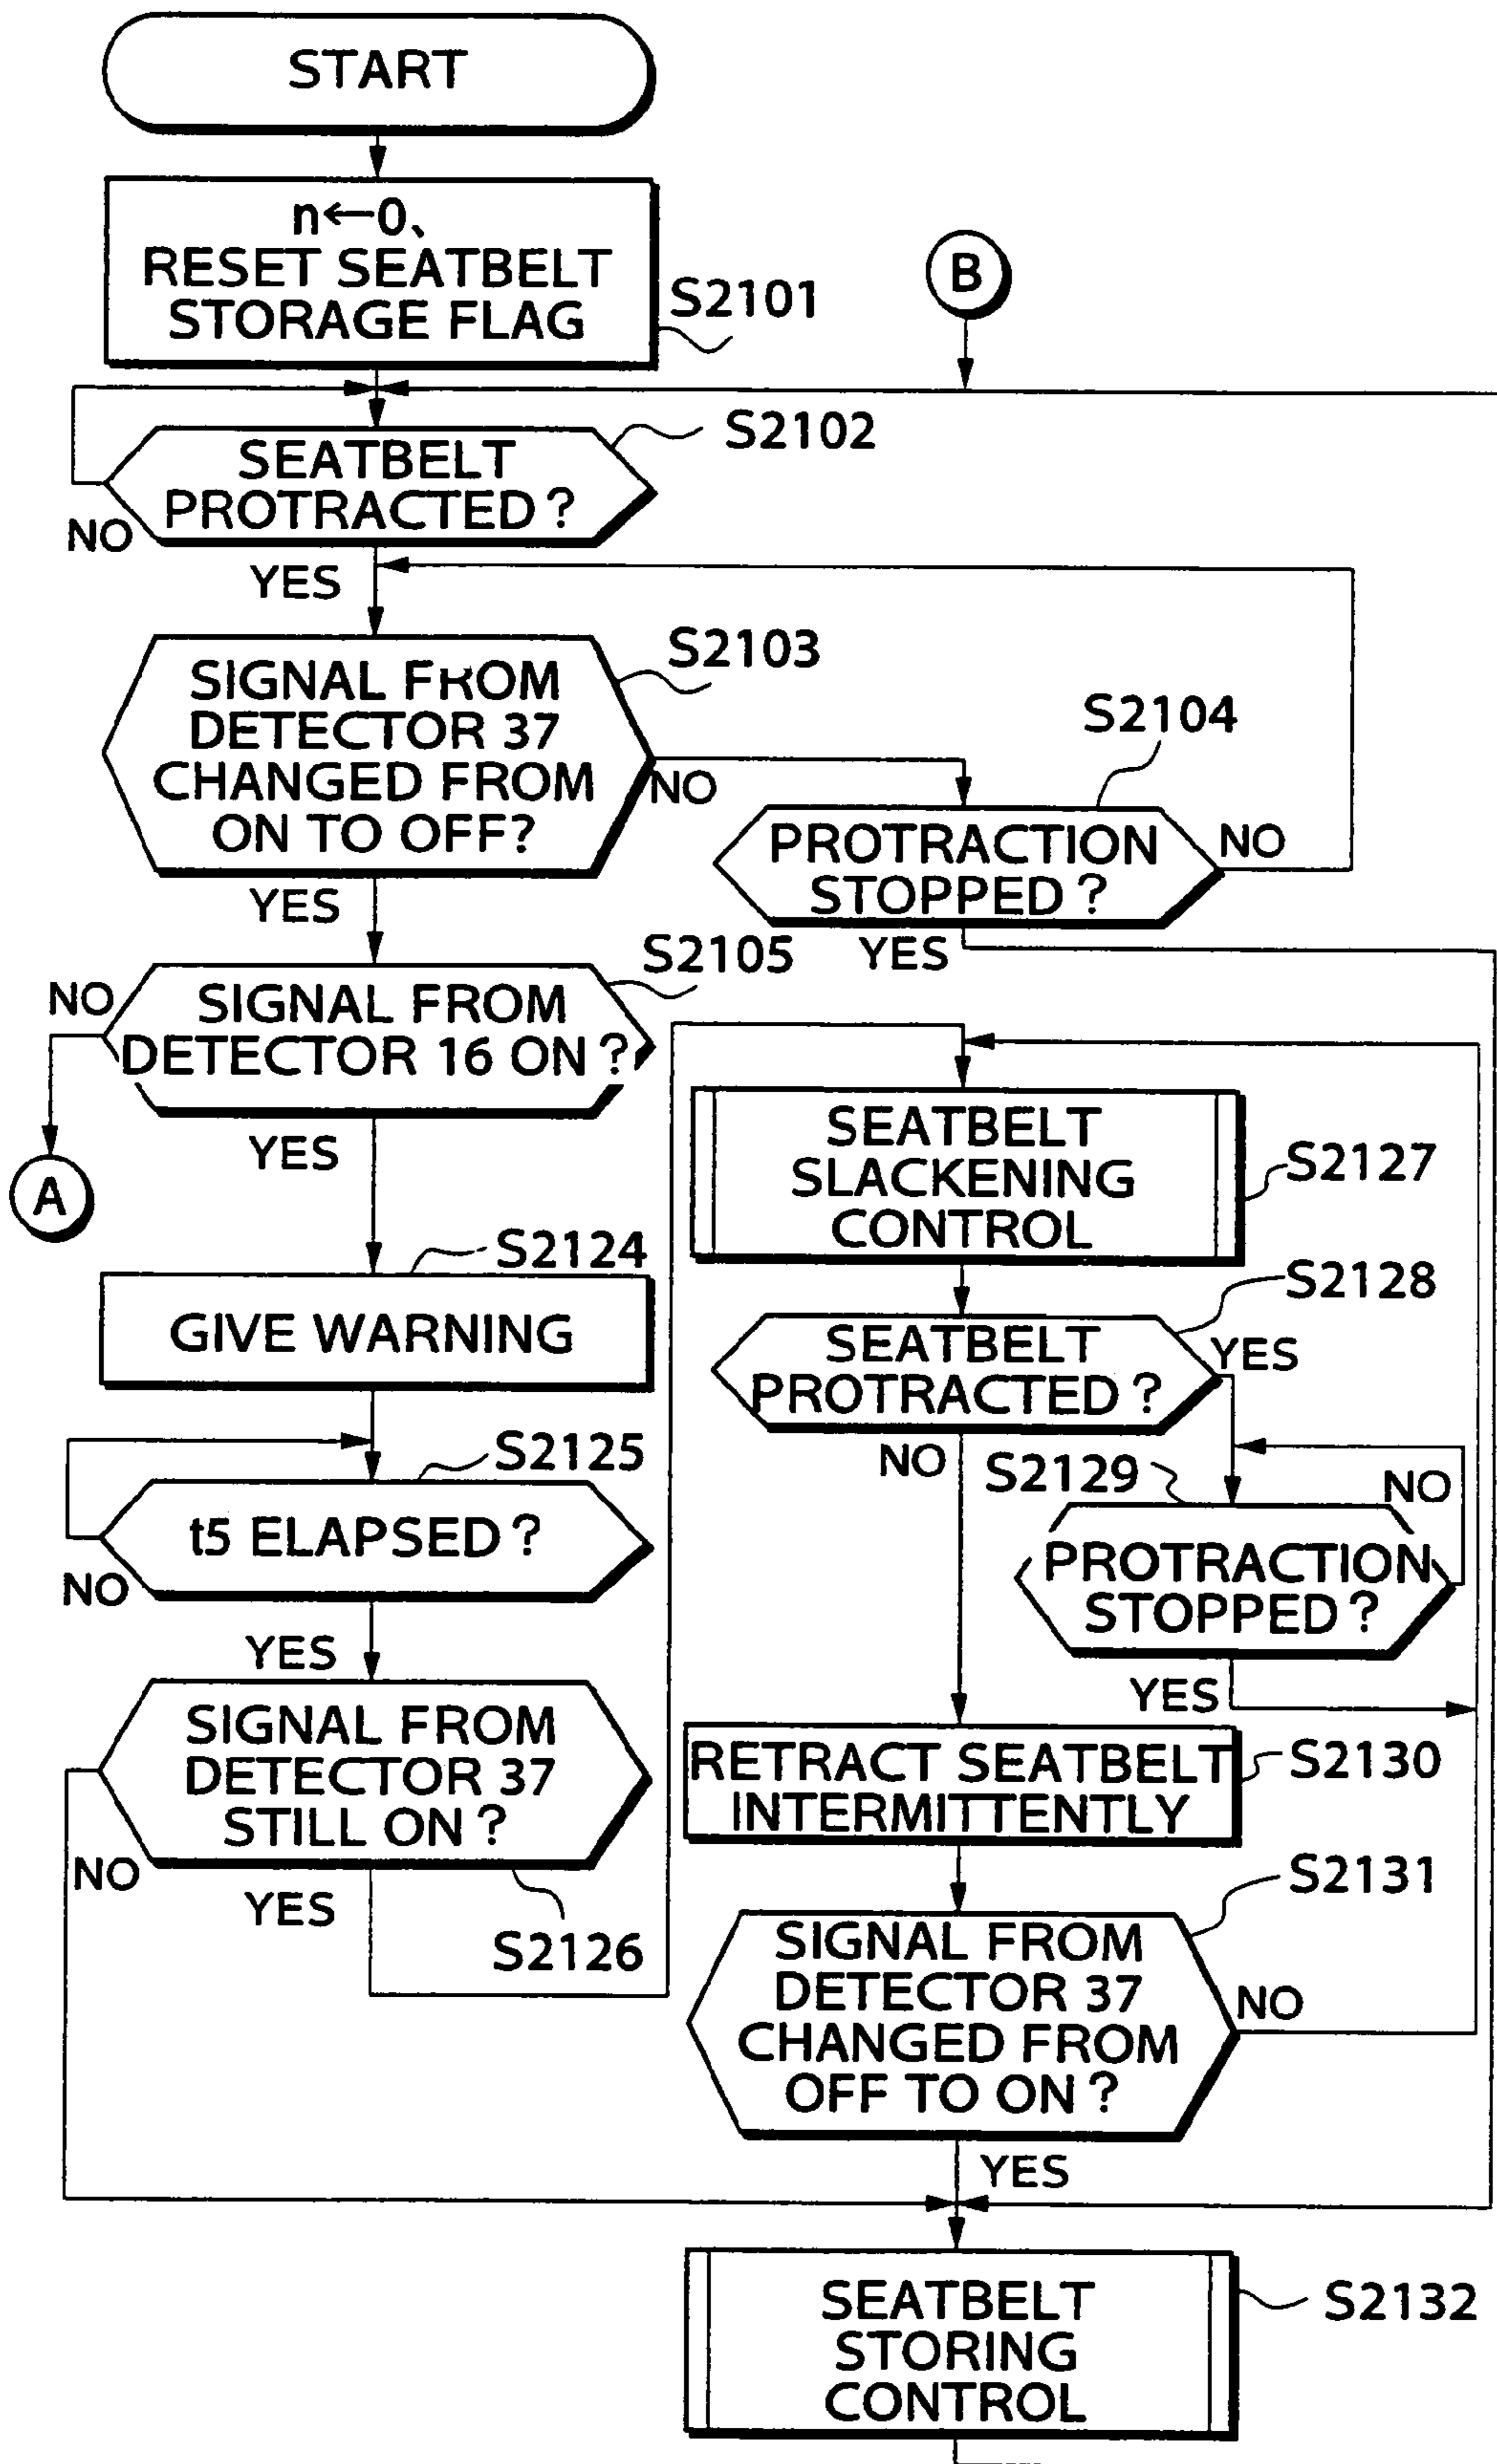 START
n←0、
RESET SEATBELT
STORAGE FLAG
S2101
B
S2102
SEATBELT
PROTRACTED?
NO
YES
S2103
SIGNAL FROM
DETECTOR 37
CHANGED FROM
ON TO OFF?
NO
YES
S2104
PROTRACTION
STOPPED?
NO
YES
S2105
NO
SIGNAL FROM
DETECTOR 16 ON?
YES
A
S2124
GIVE WARNING
S2125
t5 ELAPSED?
NO
YES
SIGNAL FROM
DETECTOR 37
STILL ON?
NO
YES
S2126
SEATBELT
SLACKENING
CONTROL
S2127
S2128
SEATBELT
PROTRACTED?
YES
NO
S2129
NO
PROTRACTION
STOPPED?
YES
RETRACT SEATBELT
INTERMITTENTLY
S2130
S2131
SIGNAL FROM
DETECTOR 37
CHANGED FROM
OFF TO ON?
NO
YES
SEATBELT
STORING
CONTROL
S2132